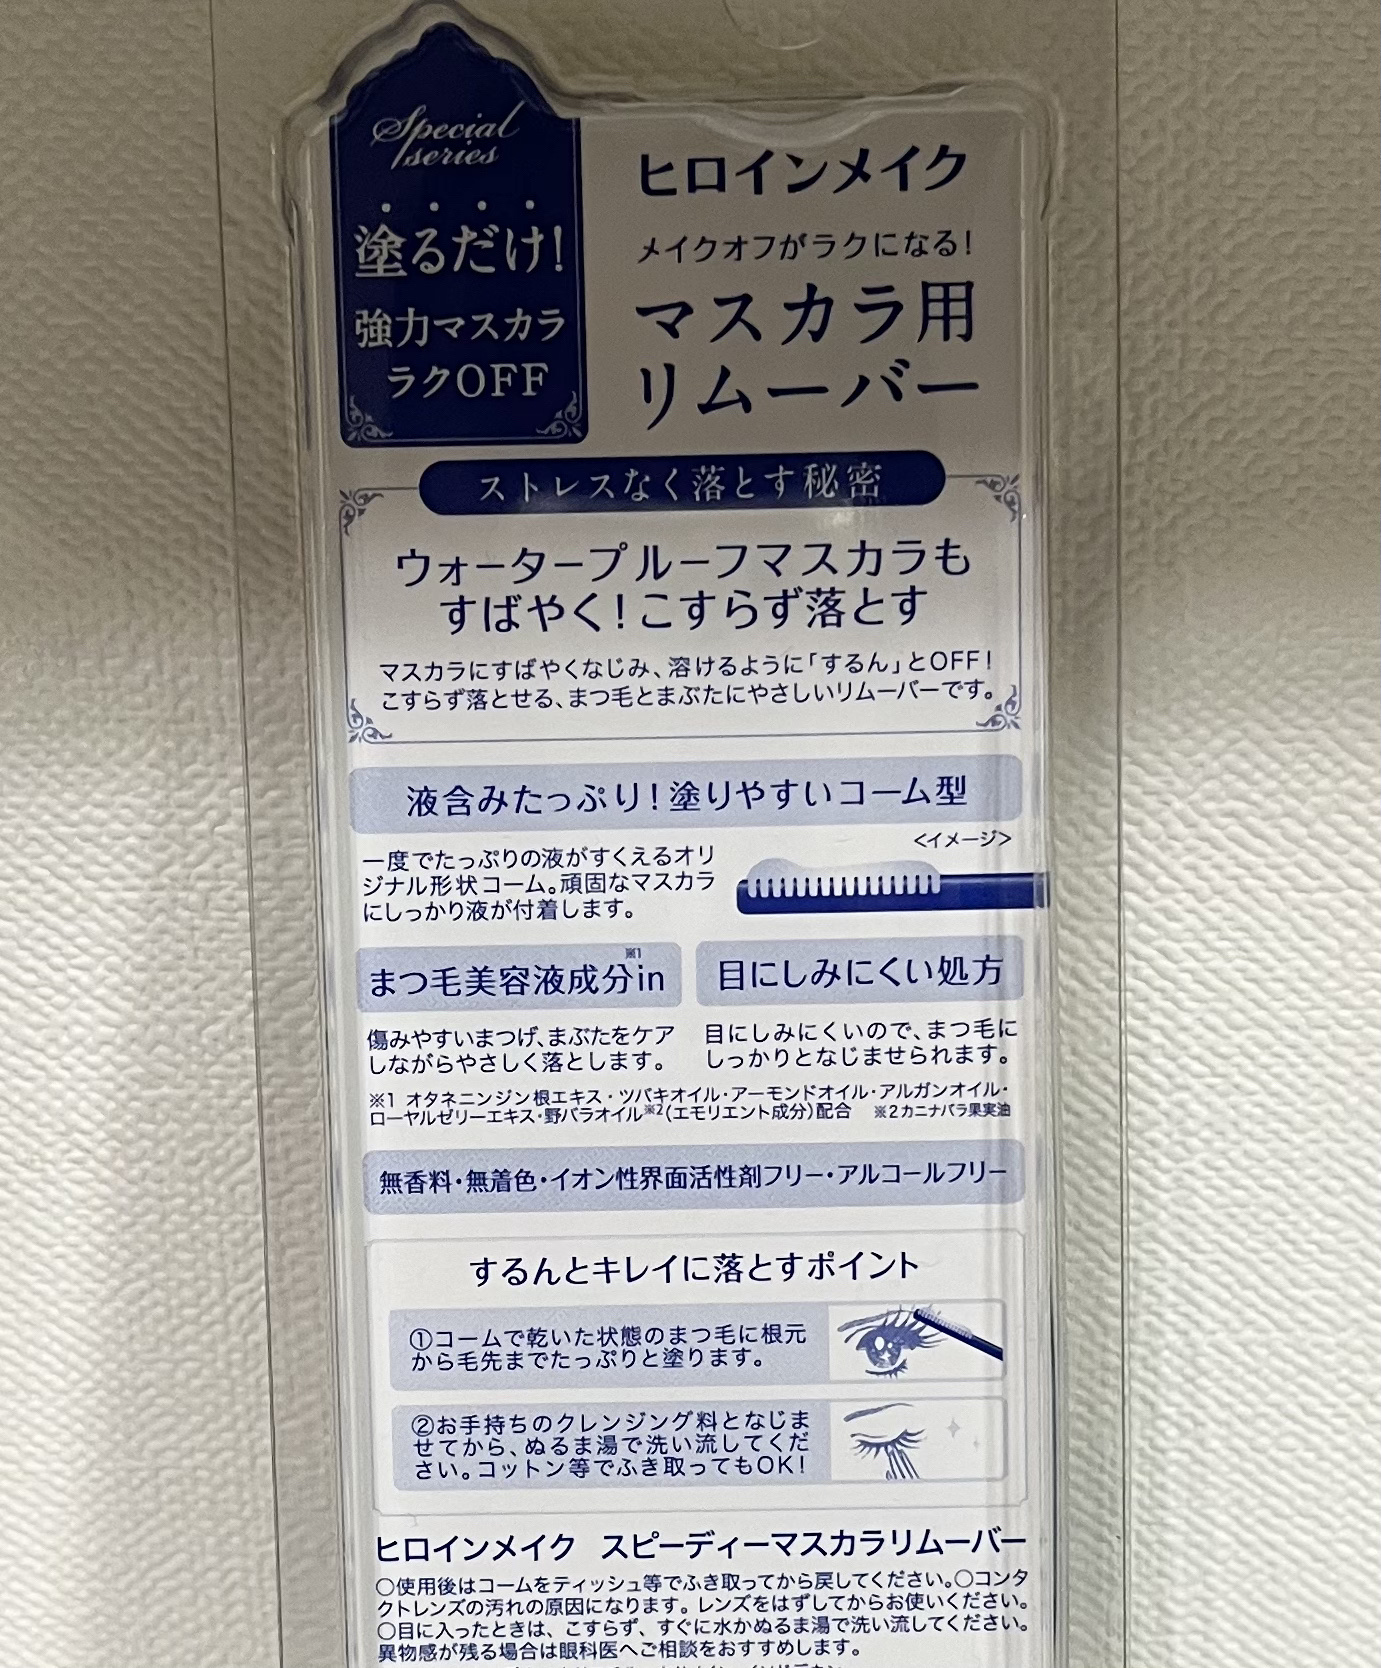 Special
series
塗るだけ!
強力マスカラ
ラクOFF
ヒロインメイク
メイクオフがラクになる!
マスカラ用
リムーバー
ストレスなく落とす秘密
ウォータープルーフマスカラも
すばやく!こすらず落とす
マスカラにすばやくなじみ、溶けるように「するん」とOFF!
こすらず落とせる、まつ毛とまぶたにやさしいリムーバーです。
液含みたっぷり!塗りやすいコーム型
<イメージ>
一度でたっぷりの液がすくえるオリ
ジナル形状コーム。頑固なマスカラ
にしっかり液が付着します。
まつ毛美容液成分※1in
傷みやすいまつげ、まぶたをケア
しながらやさしく落とします。
目にしみにくい処方
目にしみにくいので、まつ毛に
しっかりとなじませられます。
※1 オタネニンジン根エキス・ツバキオイル・アーモンドオイル・アルガンオイル・
ローヤルゼリーエキス・野バラオイル※2(エモリエント成分)配合 ※2カニナバラ果実油
無香料・無着色・イオン性界面活性剤フリー・アルコールフリー
するんとキレイに落とすポイント
①コームで乾いた状態のまつ毛に根元
から毛先までたっぷりと塗ります。
②お手持ちのクレンジング料となじま
せてから、ぬるま湯で洗い流してくだ
さい。コットン等でふき取ってもOK!
ヒロインメイク スピーディーマスカラリムーバー
○使用後はコームをティッシュ等でふき取ってから戻してください。○コンタ
クトレンズの汚れの原因になります。レンズをはずしてからお使いください。
○目に入ったときは、こすらず、すぐに水かぬるま湯で洗い流してください。
異物感が残る場合は眼科医へご相談をおすすめします。